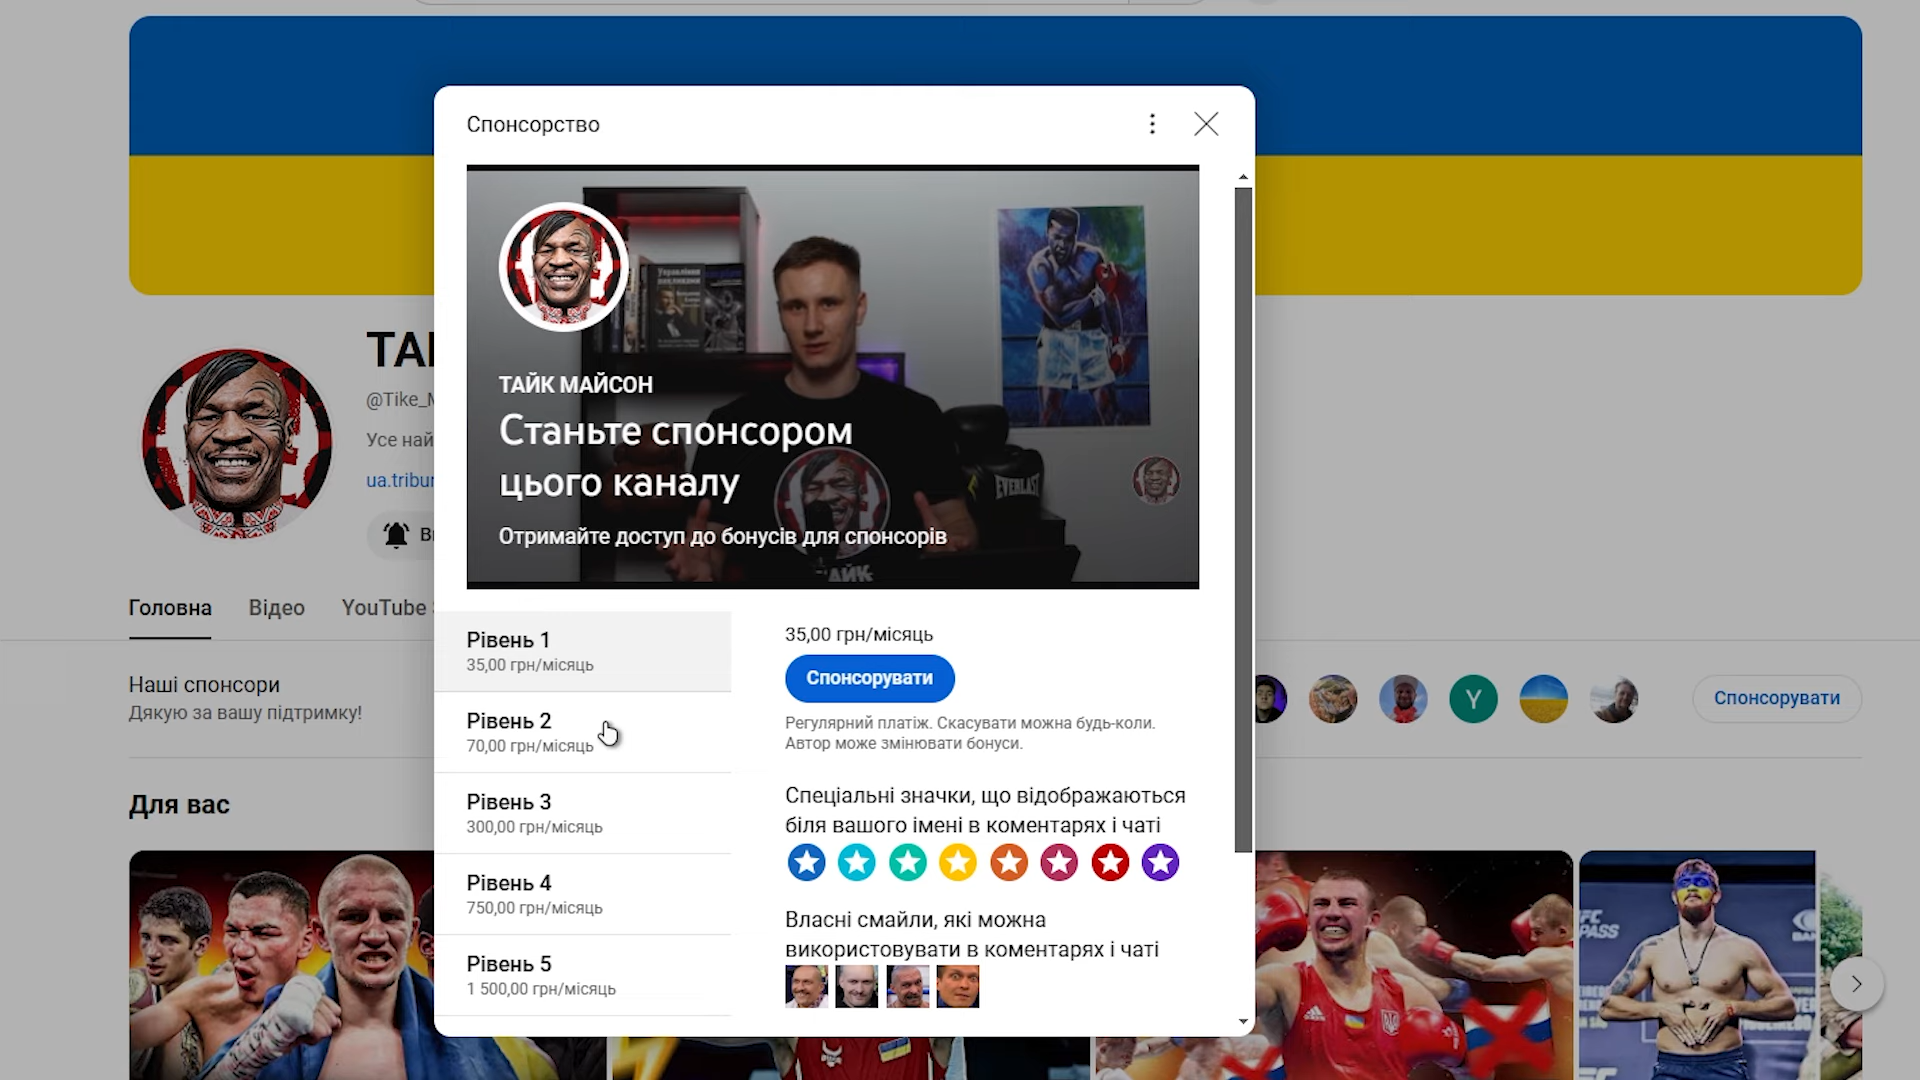 Спонсорство
ТАЙК МАЙСОН
Станьте спонсором
цього каналу
Отримайте доступ до бонусів для спонсорів
EVERLAST
Рівень 1
35,00 грн/місяць
Рівень 2
70,00 грн/місяць
Рівень 3
300,00 грн/місяць
Рівень 4
750,00 грн/місяць
Рівень 5
1 500,00 грн/місяць
35,00 грн/місяць
Спонсорувати
Регулярний платіж. Скасувати можна будь-коли.
Автор може змінювати бонуси.
Спеціальні значки, що відображаються
біля вашого імені в коментарях і чаті
Власні смайли, які можна
використовувати в коментарях і чаті
ТАЙ
@Tike_M
Усе най
ua.tribun
Головна Відео YouTube
Наші спонсори
Дякую за вашу підтримку!
Y
Спонсорувати
Для вас